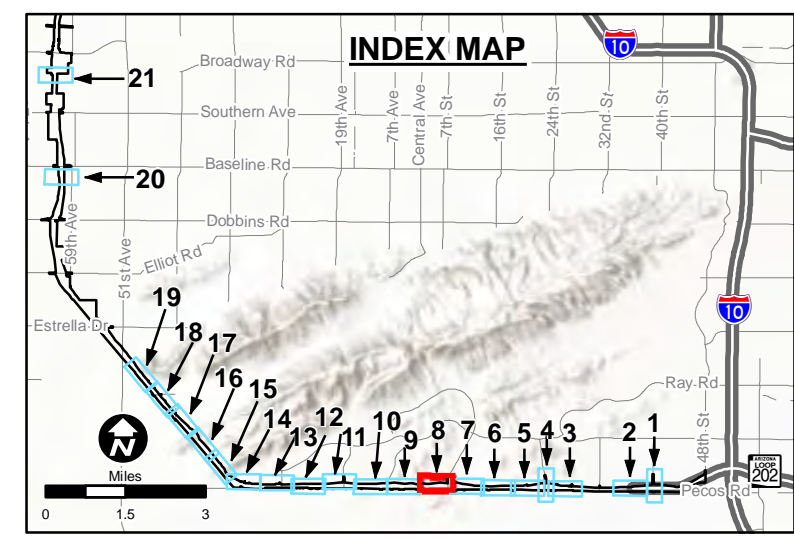 INDEX MAP
10
Broadway Rd
21
Southern Ave
19th Ave
7th Ave
Central Ave
7th St
16th St
24th St
32nd St
40th St
Baseline Rd
20
59th Ave
Dobbins Rd
51st Ave
Elliot Rd
10
Estrella Dr
19
18
17
16
15
14
13
12
11
10
9
8
7
6
5
4
3
2
1
Ray Rd
48th St
ARIZONA
LOOP
202
Pecos Rd
N
Miles
0 1.5 3